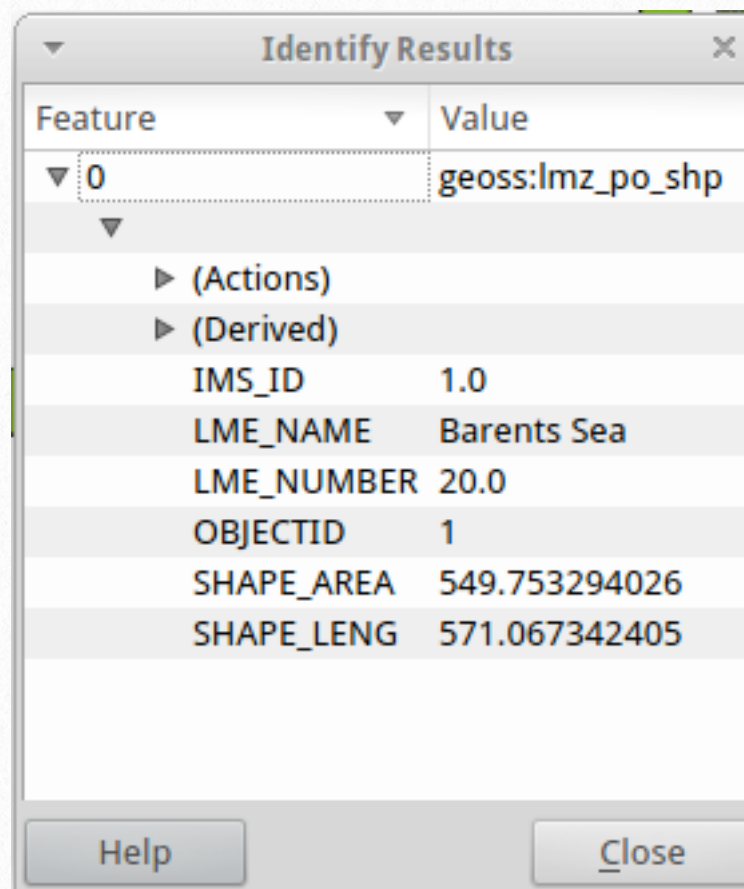 Identify Results
Feature Value
0 geoss:lmz_po_shp
(Actions)
(Derived)
IMS_ID 1.0
LME_NAME Barents Sea
LME_NUMBER 20.0
OBJECTID 1
SHAPE_AREA 549.753294026
SHAPE_LENG 571.067342405
Help Close